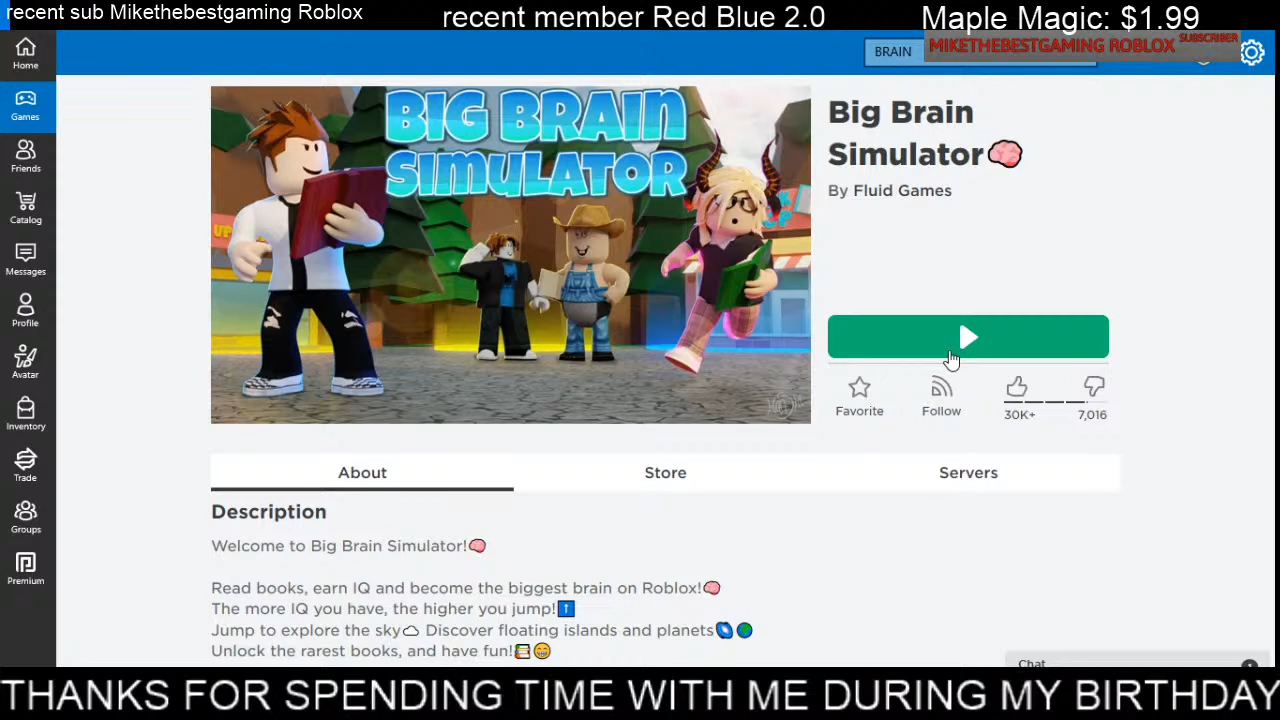 recent sub Mikethebestgaming Roblox
recent member Red Blue 2.0
Maple Magic: $1.99
Home
BRAIN
MIKETHEBESTGAMING ROBLOX
SUBSCRIBER
Games
Friends
Catalog
Messages
Profile
Avatar
Inventory
Trade
Groups
Premium
BIG BRAIN
SIMULATOR
UP
Big Brain
Simulator🧠
By Fluid Games
Favorite
Follow
30K+
7,016
About
Store
Servers
Description
Welcome to Big Brain Simulator!🧠
Read books, earn IQ and become the biggest brain on Roblox!🧠
The more IQ you have, the higher you jump!⬆️
Jump to explore the sky☁️ Discover floating islands and planets🌌🌍
Unlock the rarest books, and have fun!📚😁
Chat
THANKS FOR SPENDING TIME WITH ME DURING MY BIRTHDAY